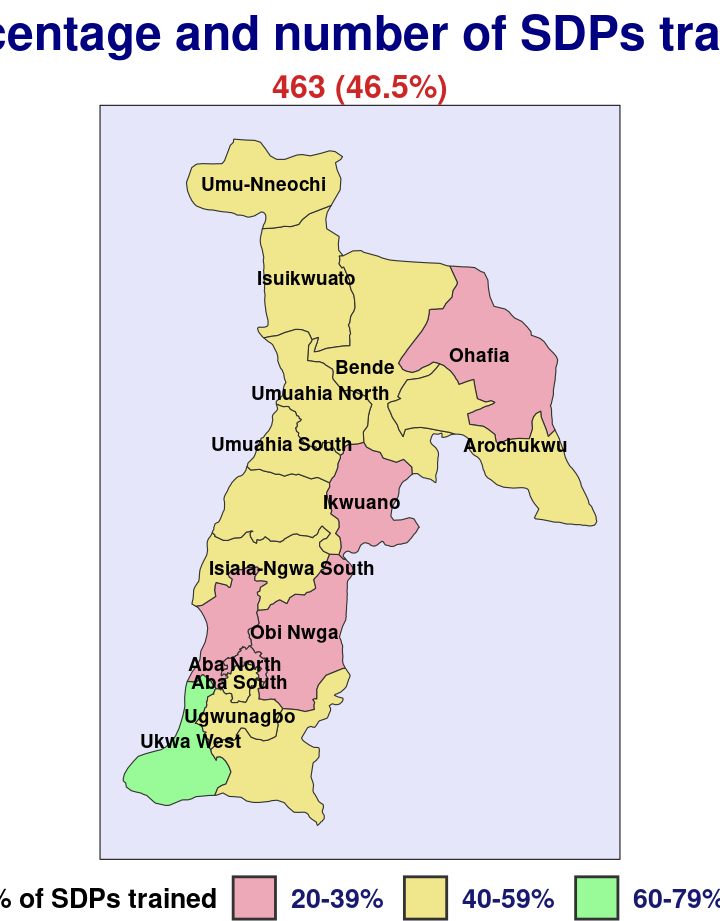 centage and number of SDPs tra
463 (46.5%)
Umu-Nneochi
Isuikwuato
Ohafia
Bende
Umuahia North
Umuahia South
Arochukwu
Ikwuano
Isiala-Ngwa South
Obi Nwga
Aba North
Aba South
Ugwunagbo
Ukwa West
% of SDPs trained 20-39% 40-59% 60-79%